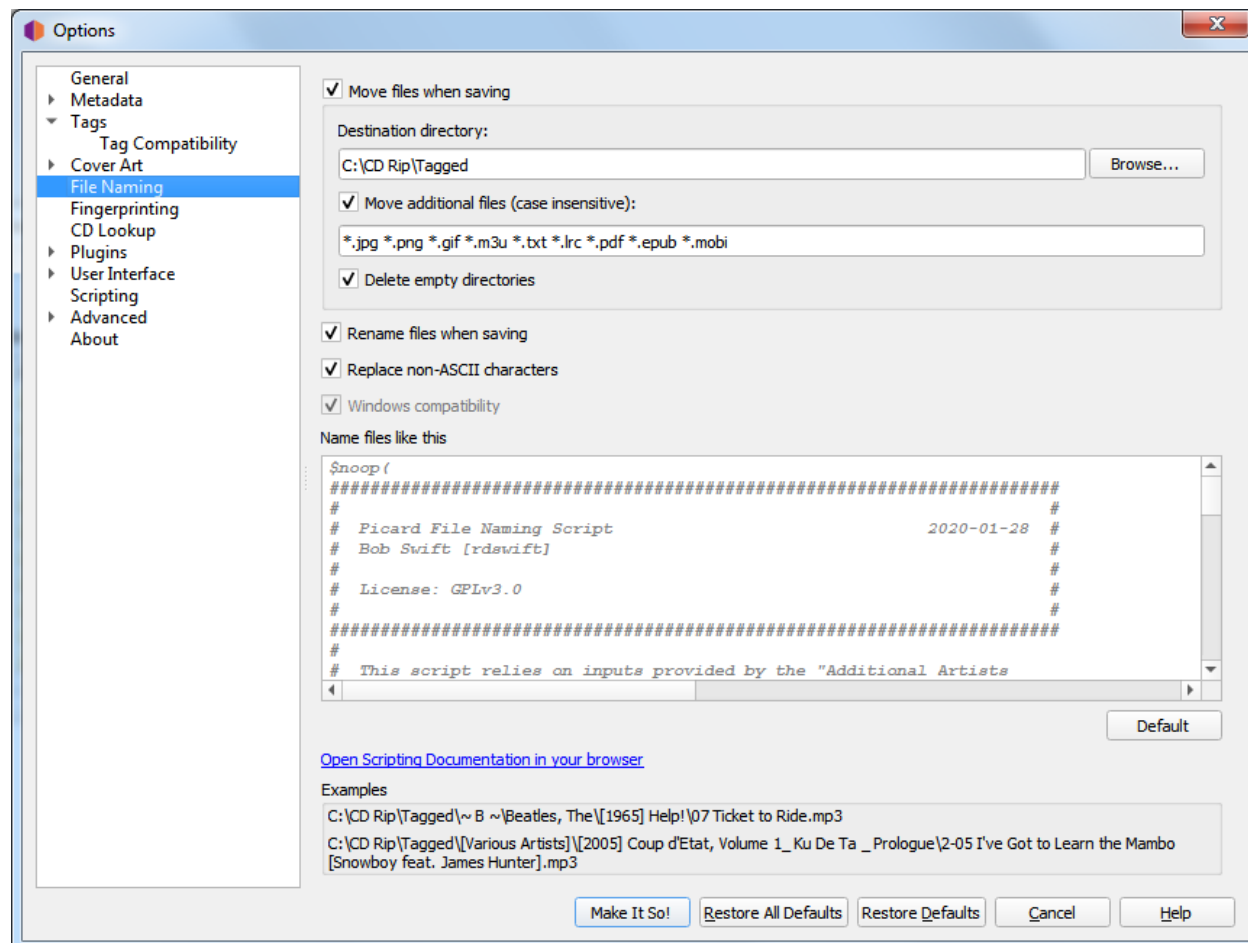 Options
General
Metadata
Tags
Tag Compatibility
Cover Art
File Naming
Fingerprinting
CD Lookup
Plugins
User Interface
Scripting
Advanced
About
Move files when saving
Destination directory:
C:\CD Rip\Tagged
Browse...
Move additional files (case insensitive):
*.jpg *.png *.gif *.m3u *.txt *.lrc *.pdf *.epub *.mobi
Delete empty directories
Rename files when saving
Replace non-ASCII characters
Windows compatibility
Name files like this
$noop(
########################################################################
#                                                                      #
#  Picard File Naming Script                               2020-01-28  #
#  Bob Swift [rdswift]                                                 #
#                                                                      #
#  License: GPLv3.0                                                    #
#                                                                      #
########################################################################
#
#  This script relies on inputs provided by the "Additional Artists
Default
Open Scripting Documentation in your browser
Examples
C:\CD Rip\Tagged\~ B ~\Beatles, The\[1965] Help!\07 Ticket to Ride.mp3
C:\CD Rip\Tagged\[Various Artists]\[2005] Coup d'Etat, Volume 1_ Ku De Ta _ Prologue\2-05 I've Got to Learn the Mambo
[Snowboy feat. James Hunter].mp3
Make It So!
Restore All Defaults
Restore Defaults
Cancel
Help